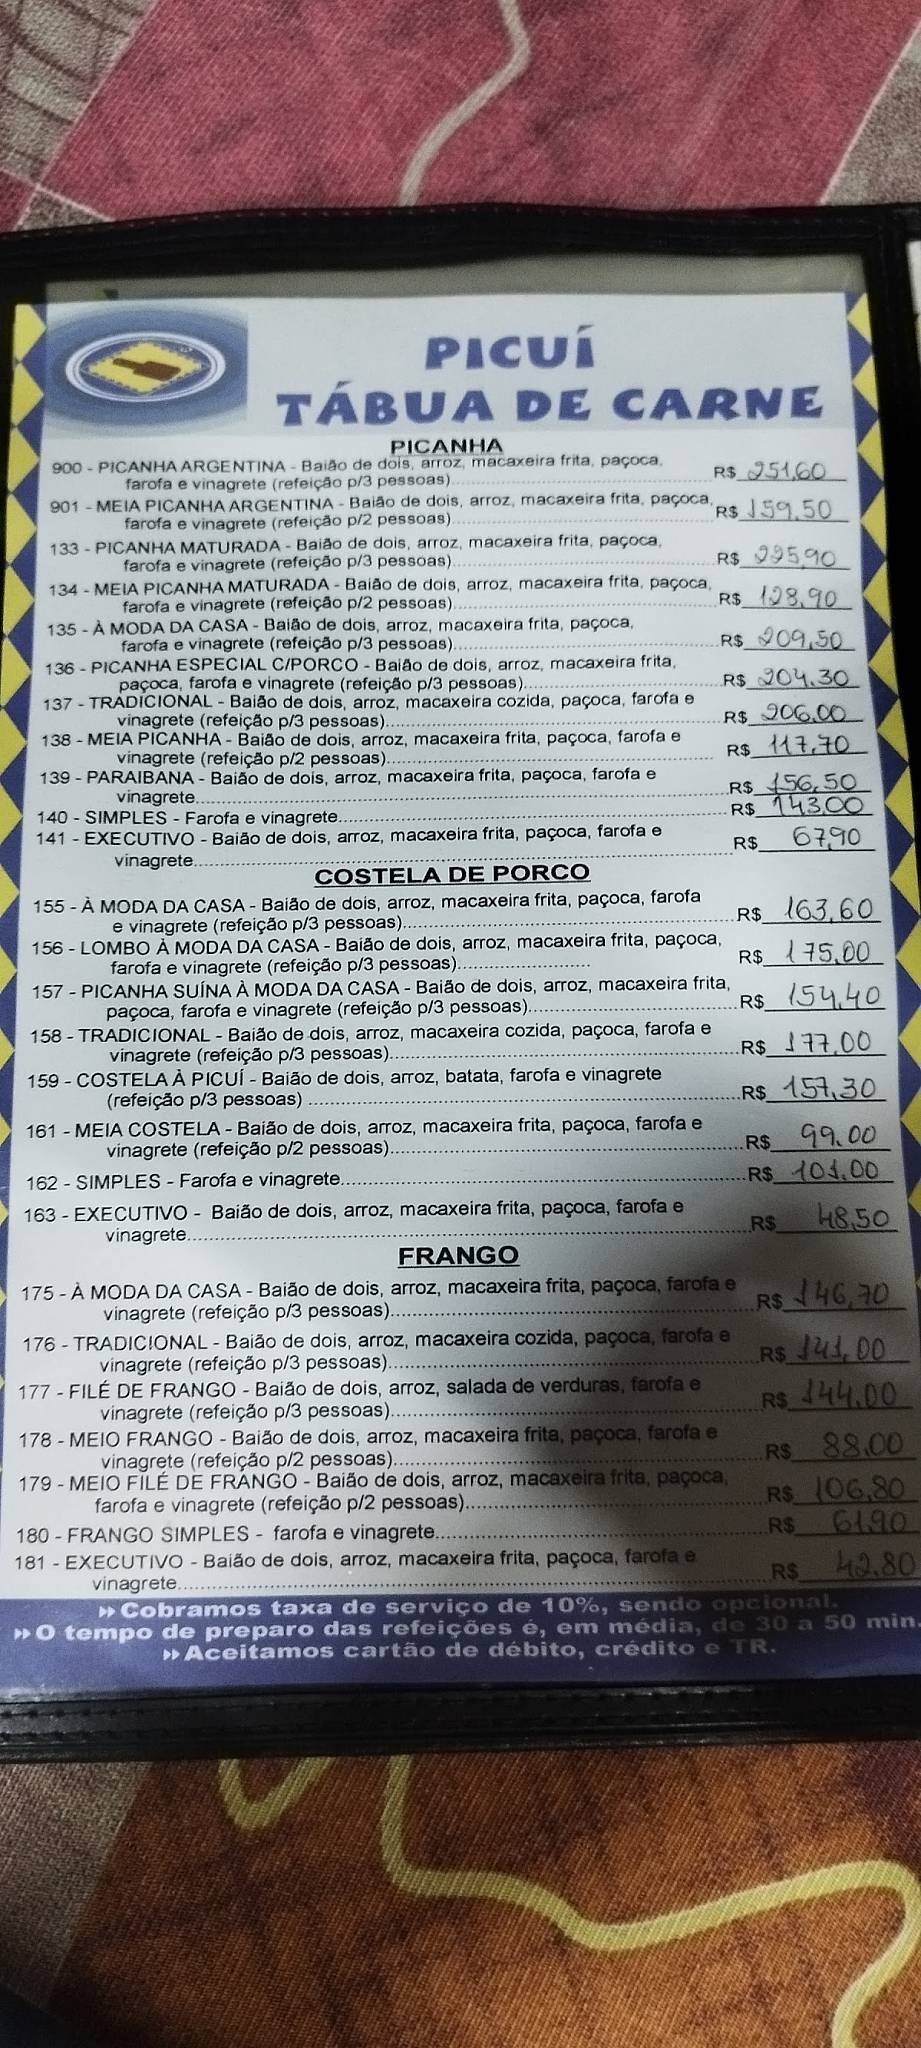 PICUÍ
TÁBUA DE CARNE
PICANHA
900 - PICANHA ARGENTINA - Baião de dois, arroz, macaxeira frita, paçoca,
farofa e vinagrete (refeição p/3 pessoas) R$ 251,60
901 - MEIA PICANHA ARGENTINA - Baião de dois, arroz, macaxeira frita, paçoca,
farofa e vinagrete (refeição p/2 pessoas) R$ 159,50
133 - PICANHA MATURADA - Baião de dois, arroz, macaxeira frita, paçoca,
farofa e vinagrete (refeição p/3 pessoas) R$ 225,90
134 - MEIA PICANHA MATURADA - Baião de dois, arroz, macaxeira frita, paçoca,
farofa e vinagrete (refeição p/2 pessoas) R$ 128,90
135 - À MODA DA CASA - Baião de dois, arroz, macaxeira frita, paçoca,
farofa e vinagrete (refeição p/3 pessoas) R$ 209,50
136 - PICANHA ESPECIAL C/PORCO - Baião de dois, arroz, macaxeira frita,
paçoca, farofa e vinagrete (refeição p/3 pessoas) R$ 204,30
137 - TRADICIONAL - Baião de dois, arroz, macaxeira cozida, paçoca, farofa e
vinagrete (refeição p/3 pessoas) R$ 206,00
138 - MEIA PICANHA - Baião de dois, arroz, macaxeira frita, paçoca, farofa e
vinagrete (refeição p/2 pessoas) R$ 117,70
139 - PARAIBANA - Baião de dois, arroz, macaxeira frita, paçoca, farofa e
vinagrete R$ 156,50
140 - SIMPLES - Farofa e vinagrete R$ 143,00
141 - EXECUTIVO - Baião de dois, arroz, macaxeira frita, paçoca, farofa e
vinagrete R$ 67,90
COSTELA DE PORCO
155 - À MODA DA CASA - Baião de dois, arroz, macaxeira frita, paçoca, farofa
e vinagrete (refeição p/3 pessoas) R$ 163,60
156 - LOMBO À MODA DA CASA - Baião de dois, arroz, macaxeira frita, paçoca,
farofa e vinagrete (refeição p/3 pessoas) R$ 175,00
157 - PICANHA SUÍNA À MODA DA CASA - Baião de dois, arroz, macaxeira frita,
paçoca, farofa e vinagrete (refeição p/3 pessoas) R$ 154,40
158 - TRADICIONAL - Baião de dois, arroz, macaxeira cozida, paçoca, farofa e
vinagrete (refeição p/3 pessoas) R$ 177,00
159 - COSTELA À PICUÍ - Baião de dois, arroz, batata, farofa e vinagrete
(refeição p/3 pessoas) R$ 157,30
161 - MEIA COSTELA - Baião de dois, arroz, macaxeira frita, paçoca, farofa e
vinagrete (refeição p/2 pessoas) R$ 99,00
162 - SIMPLES - Farofa e vinagrete R$ 101,00
163 - EXECUTIVO - Baião de dois, arroz, macaxeira frita, paçoca, farofa e
vinagrete R$ 48,50
FRANGO
175 - À MODA DA CASA - Baião de dois, arroz, macaxeira frita, paçoca, farofa e
vinagrete (refeição p/3 pessoas) R$ 146,70
176 - TRADICIONAL - Baião de dois, arroz, macaxeira cozida, paçoca, farofa e
vinagrete (refeição p/3 pessoas) R$ 141,00
177 - FILÉ DE FRANGO - Baião de dois, arroz, salada de verduras, farofa e
vinagrete (refeição p/3 pessoas) R$ 144,00
178 - MEIO FRANGO - Baião de dois, arroz, macaxeira frita, paçoca, farofa e
vinagrete (refeição p/2 pessoas) R$ 88,00
179 - MEIO FILÉ DE FRANGO - Baião de dois, arroz, macaxeira frita, paçoca,
farofa e vinagrete (refeição p/2 pessoas) R$ 106,80
180 - FRANGO SIMPLES - farofa e vinagrete R$ 61,90
181 - EXECUTIVO - Baião de dois, arroz, macaxeira frita, paçoca, farofa e
vinagrete R$ 42,80
Cobramos taxa de serviço de 10%, sendo opcional.
O tempo de preparo das refeições é, em média, de 30 a 50 min.
Aceitamos cartão de débito, crédito e TR.